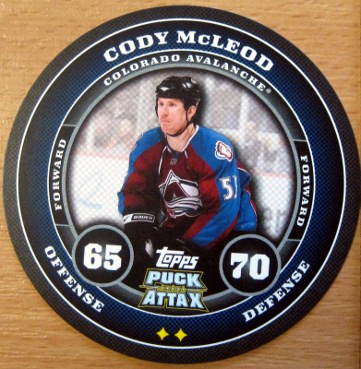 CODY McLEOD
COLORADO AVALANCHE®
FORWARD
FORWARD
65
70
TOPPS
PUCK
ATTAX
OFFENSE
DEFENSE